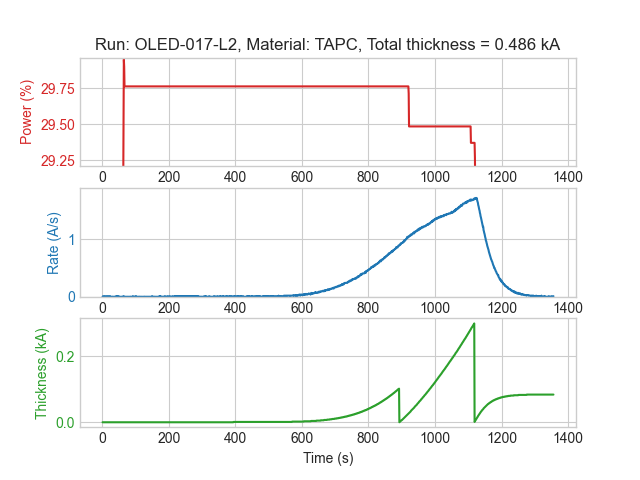 Run: OLED-017-L2, Material: TAPC, Total thickness = 0.486 kA
Power (%)
29.75
29.50
29.25
0 200 400 600 800 1000 1200 1400
Rate (A/s)
1
0
0 200 400 600 800 1000 1200 1400
Thickness (kA)
0.2
0.0
0 200 400 600 800 1000 1200 1400
Time (s)